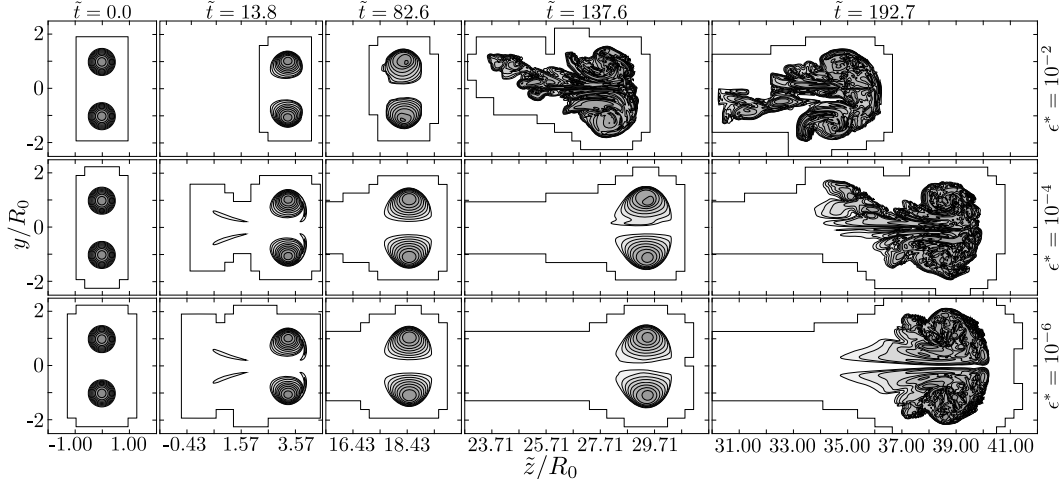 t̃ = 0.0 t̃ = 13.8 t̃ = 82.6 t̃ = 137.6 t̃ = 192.7
2
0
-2
ϵ* = 10⁻²
2
0
-2
y/R₀
ϵ* = 10⁻⁴
2
0
-2
ϵ* = 10⁻⁶
-1.00 1.00 -0.43 1.57 3.57 16.43 18.43 23.71 25.71 27.71 29.71 31.00 33.00 35.00 37.00 39.00 41.00
z̃/R₀